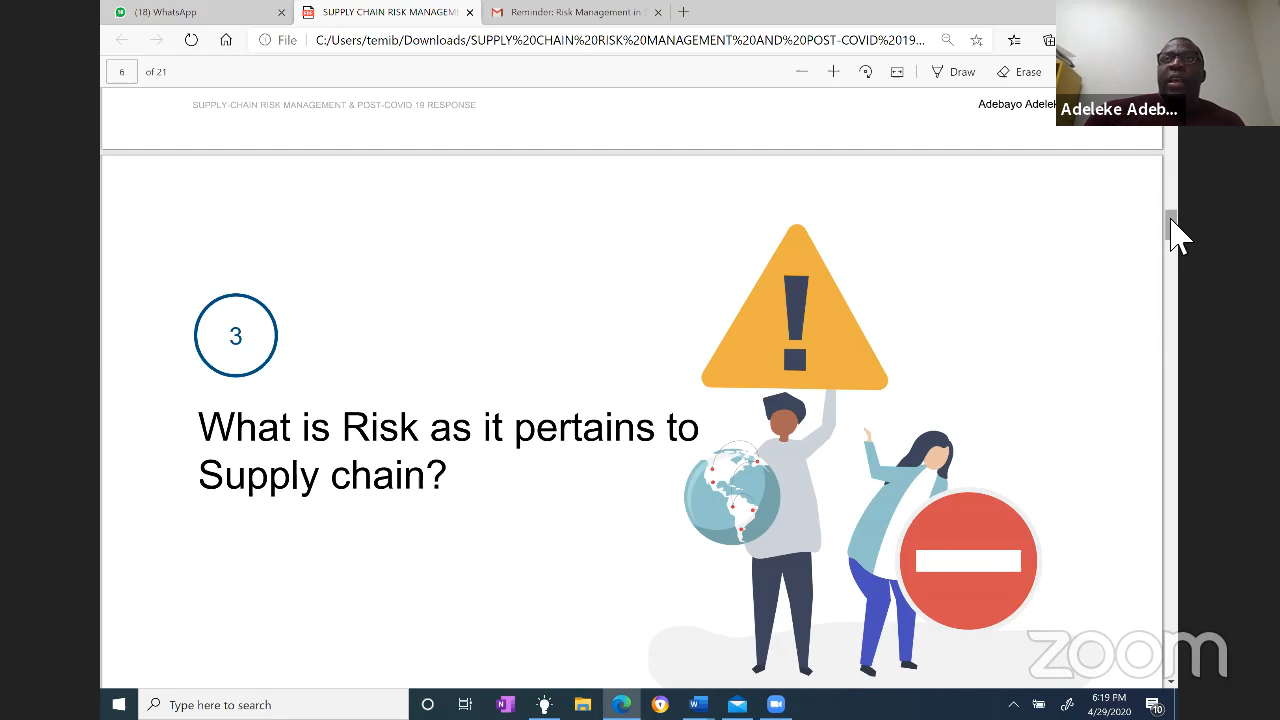 (18) WhatsApp
SUPPLY CHAIN RISK MANAGEM
Reminder: Risk Management in
File
C:/Users/temib/Downloads/SUPPLY%20CHAIN%20RISK%20MANAGEMENT%20AND%20POST-COVID%2019...
6 of 21
Draw
Erase
SUPPLY-CHAIN RISK MANAGEMENT & POST-COVID 19 RESPONSE
Adebayo Adelek
Adeleke Adeb...
3
What is Risk as it pertains to
Supply chain?
!
zoom
Type here to search
6:19 PM
4/29/2020
10